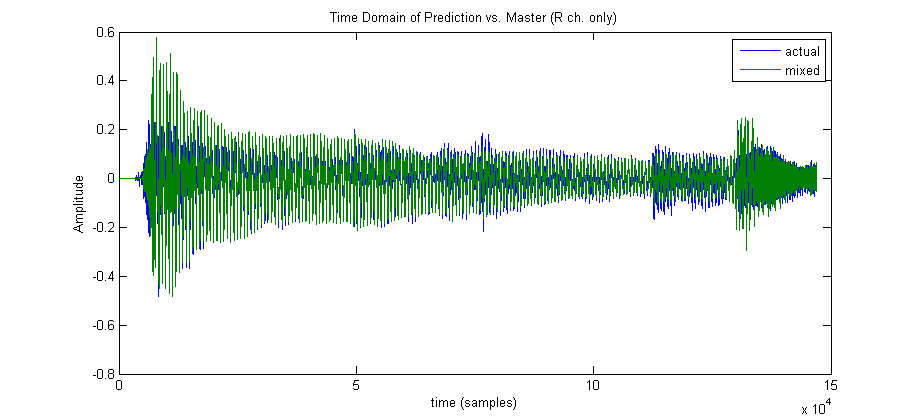 Time Domain of Prediction vs. Master (R ch. only)
actual
mixed
Amplitude
0.6
0.4
0.2
0
-0.2
-0.4
-0.6
-0.8
0
5
10
15
x 10^4
time (samples)